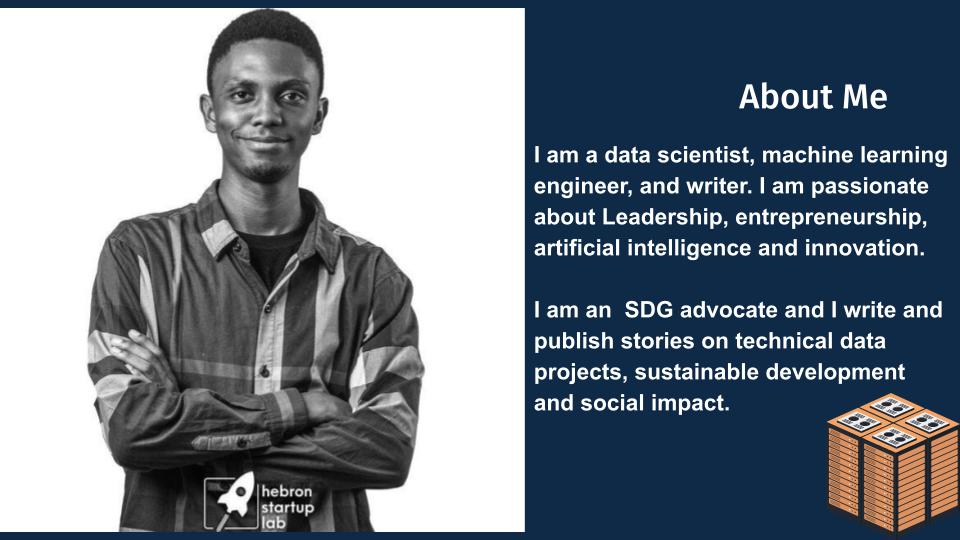 About Me
I am a data scientist, machine learning
engineer, and writer. I am passionate
about Leadership, entrepreneurship,
artificial intelligence and innovation.
I am an  SDG advocate and I write and
publish stories on technical data
projects, sustainable development
and social impact.
hebron
startup
lab